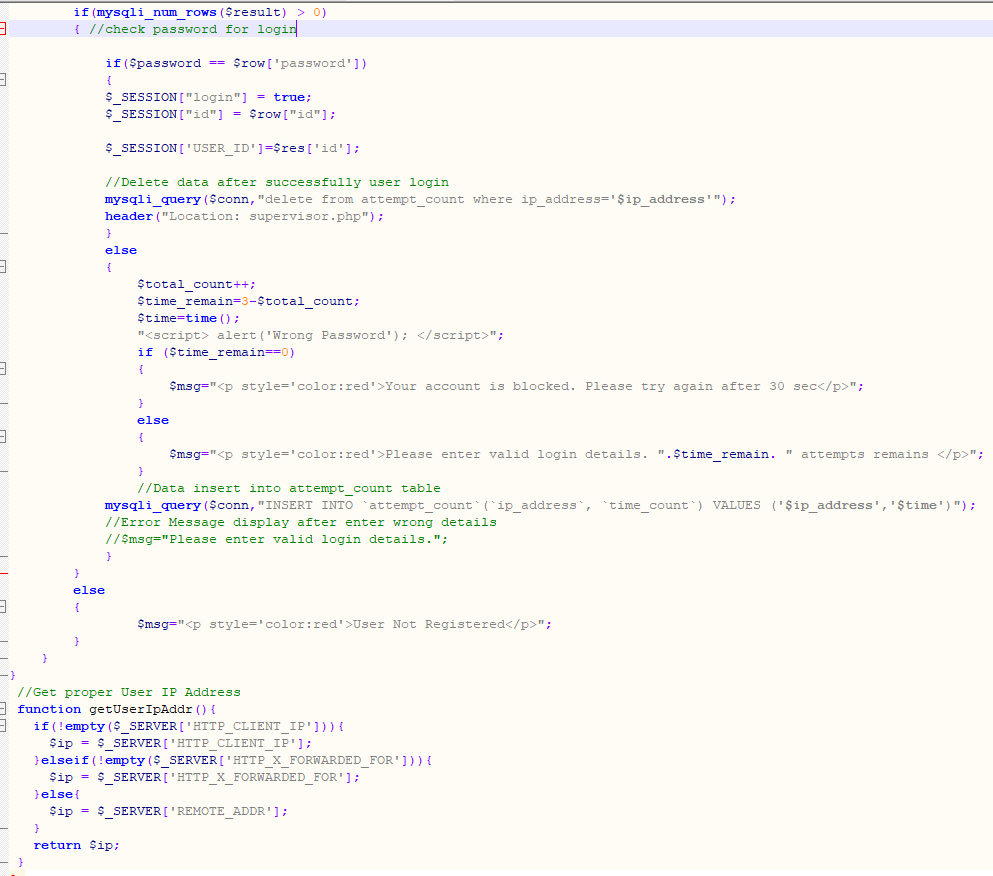 if(mysqli_num_rows($result) > 0)
{ //check password for login
if($password == $row['password'])
{
$_SESSION["login"] = true;
$_SESSION["id"] = $row["id"];
$_SESSION['USER_ID']=$res['id'];
//Delete data after successfully user login
mysqli_query($conn,"delete from attempt_count where ip_address='$ip_address'");
header("Location: supervisor.php");
}
else
{
$total_count++;
$time_remain=3-$total_count;
$time=time();
"<script> alert('Wrong Password'); </script>";
if ($time_remain==0)
{
$msg="<p style='color:red'>Your account is blocked. Please try again after 30 sec</p>";
}
else
{
$msg="<p style='color:red'>Please enter valid login details. ".$time_remain. " attempts remains </p>";
}
//Data insert into attempt_count table
mysqli_query($conn,"INSERT INTO `attempt_count`(`ip_address`, `time_count`) VALUES ('$ip_address','$time')");
//Error Message display after enter wrong details
//$msg="Please enter valid login details.";
}
}
else
{
$msg="<p style='color:red'>User Not Registered</p>";
}
}
}
//Get proper User IP Address
function getUserIpAddr(){
if(!empty($_SERVER['HTTP_CLIENT_IP'])){
$ip = $_SERVER['HTTP_CLIENT_IP'];
}elseif(!empty($_SERVER['HTTP_X_FORWARDED_FOR'])){
$ip = $_SERVER['HTTP_X_FORWARDED_FOR'];
}else{
$ip = $_SERVER['REMOTE_ADDR'];
}
return $ip;
}